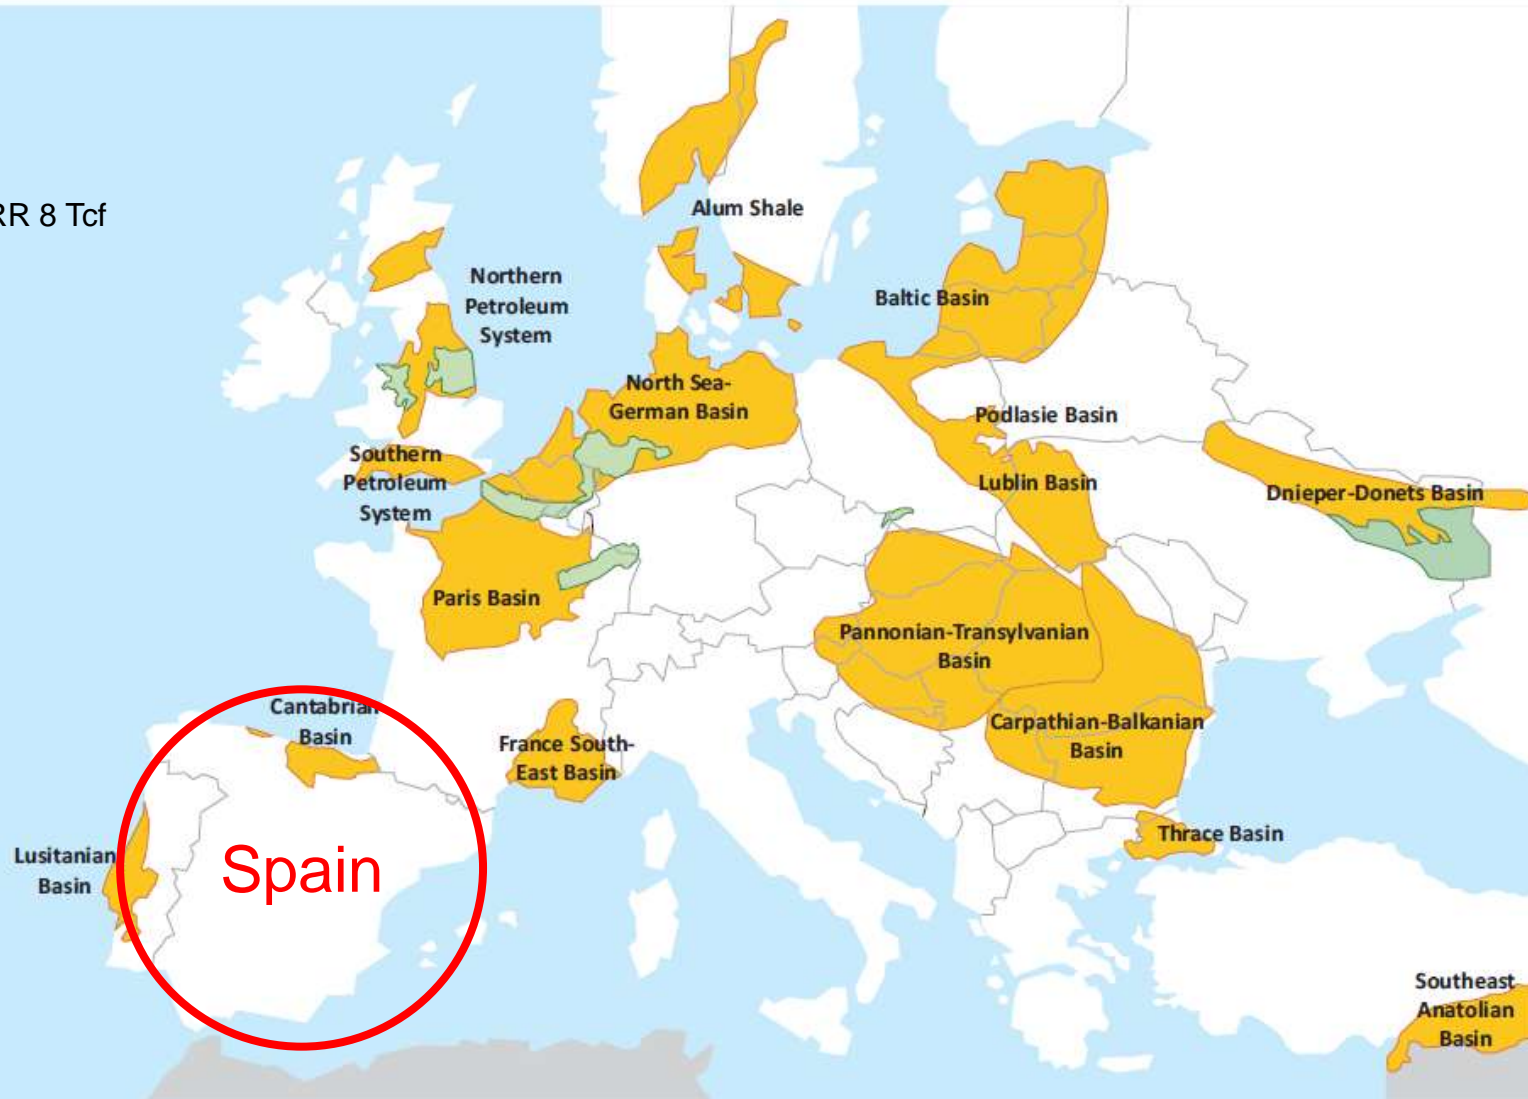 RR 8 Tcf
Alum Shale
Northern
Petroleum
System
Baltic Basin
North Sea-
German Basin
Podlasie Basin
Southern
Petroleum
System
Lublin Basin
Dnieper-Donets Basin
Paris Basin
Pannonian-Transylvanian
Basin
Cantabrian
Basin
France South-
East Basin
Carpathian-Balkanian
Basin
Thrace Basin
Lusitanian
Basin
Spain
Southeast
Anatolian
Basin